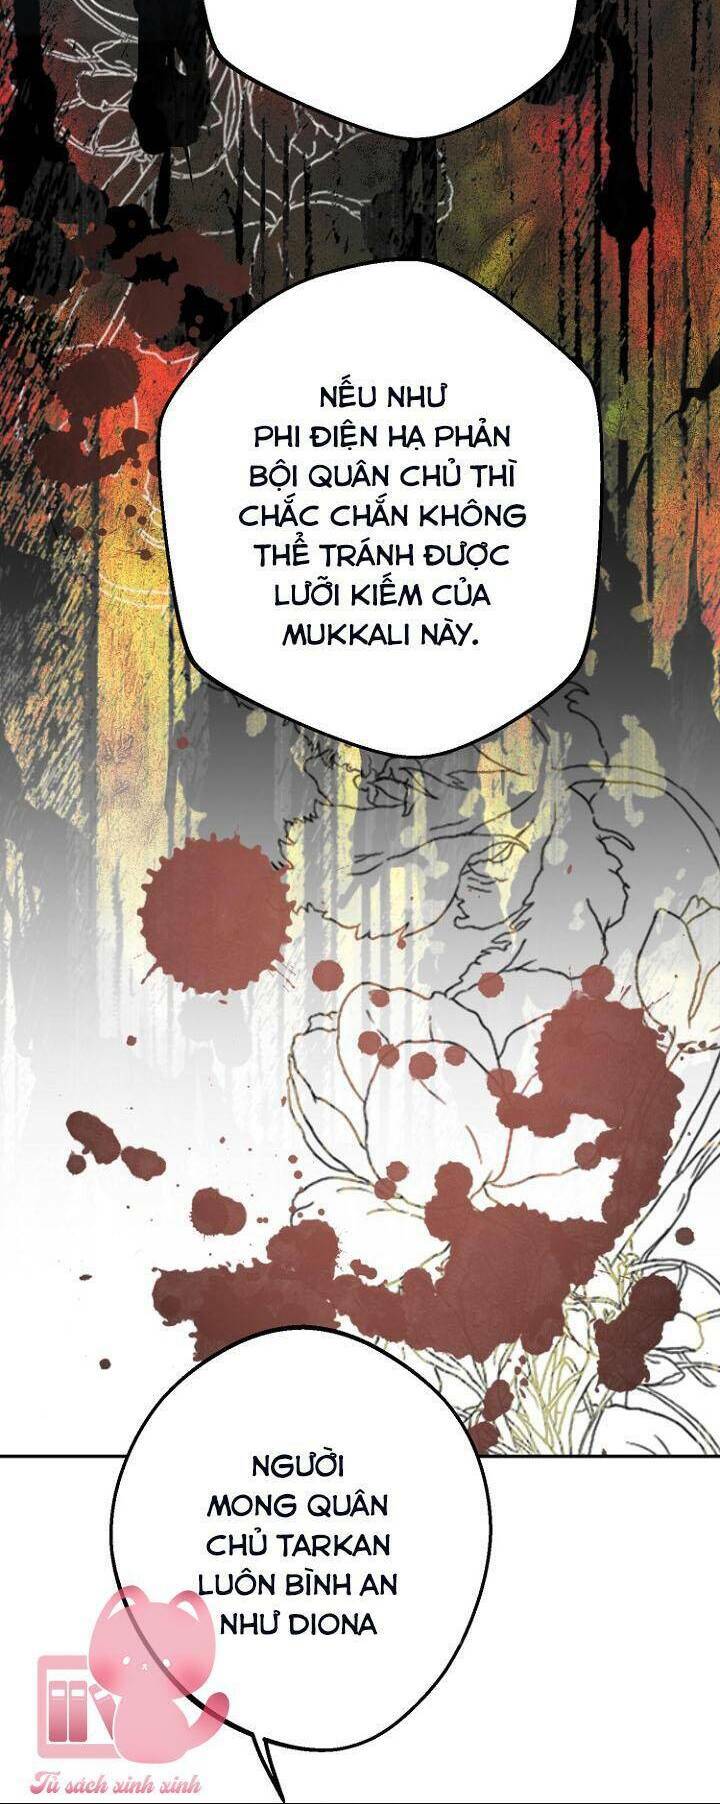 NẾU NHƯ
PHI ĐIỆN HẠ PHẢN
BỘI QUÂN CHỦ THÌ
CHẮC CHẮN KHÔNG
THỂ TRÁNH ĐƯỢC
LƯỠI KIẾM CỦA
MUKKALI NÀY.
NGƯỜI
MONG QUÂN
CHỦ TARKAN
LUÔN BÌNH AN
NHƯ DIONA
Tủ sách xinh xinh